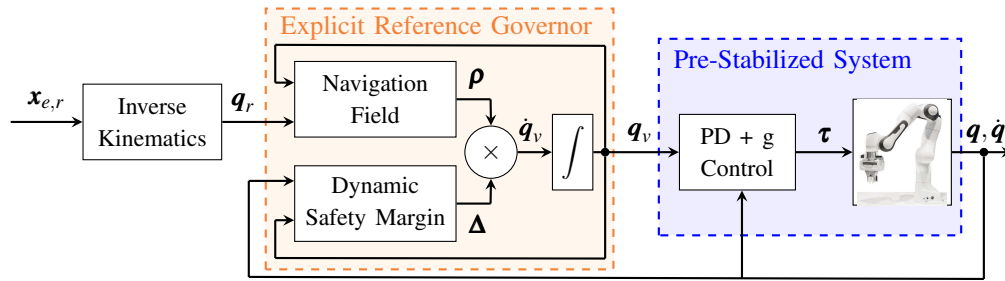 Explicit Reference Governor
Pre-Stabilized System
x_{e,r}
Inverse
Kinematics
q_r
Navigation
Field
ρ
×
q̇_v
∫
q_v
PD + g
Control
τ
q, q̇
Dynamic
Safety Margin
Δ